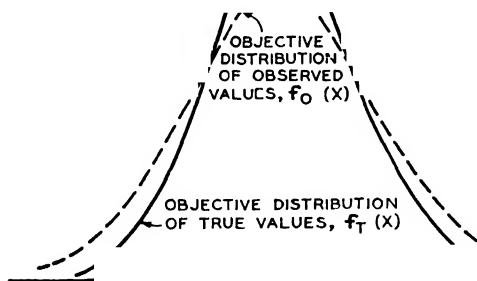 OBJECTIVE
DISTRIBUTION
OF OBSERVED
VALUES, fO (X)
OBJECTIVE DISTRIBUTION
OF TRUE VALUES, fT (X)